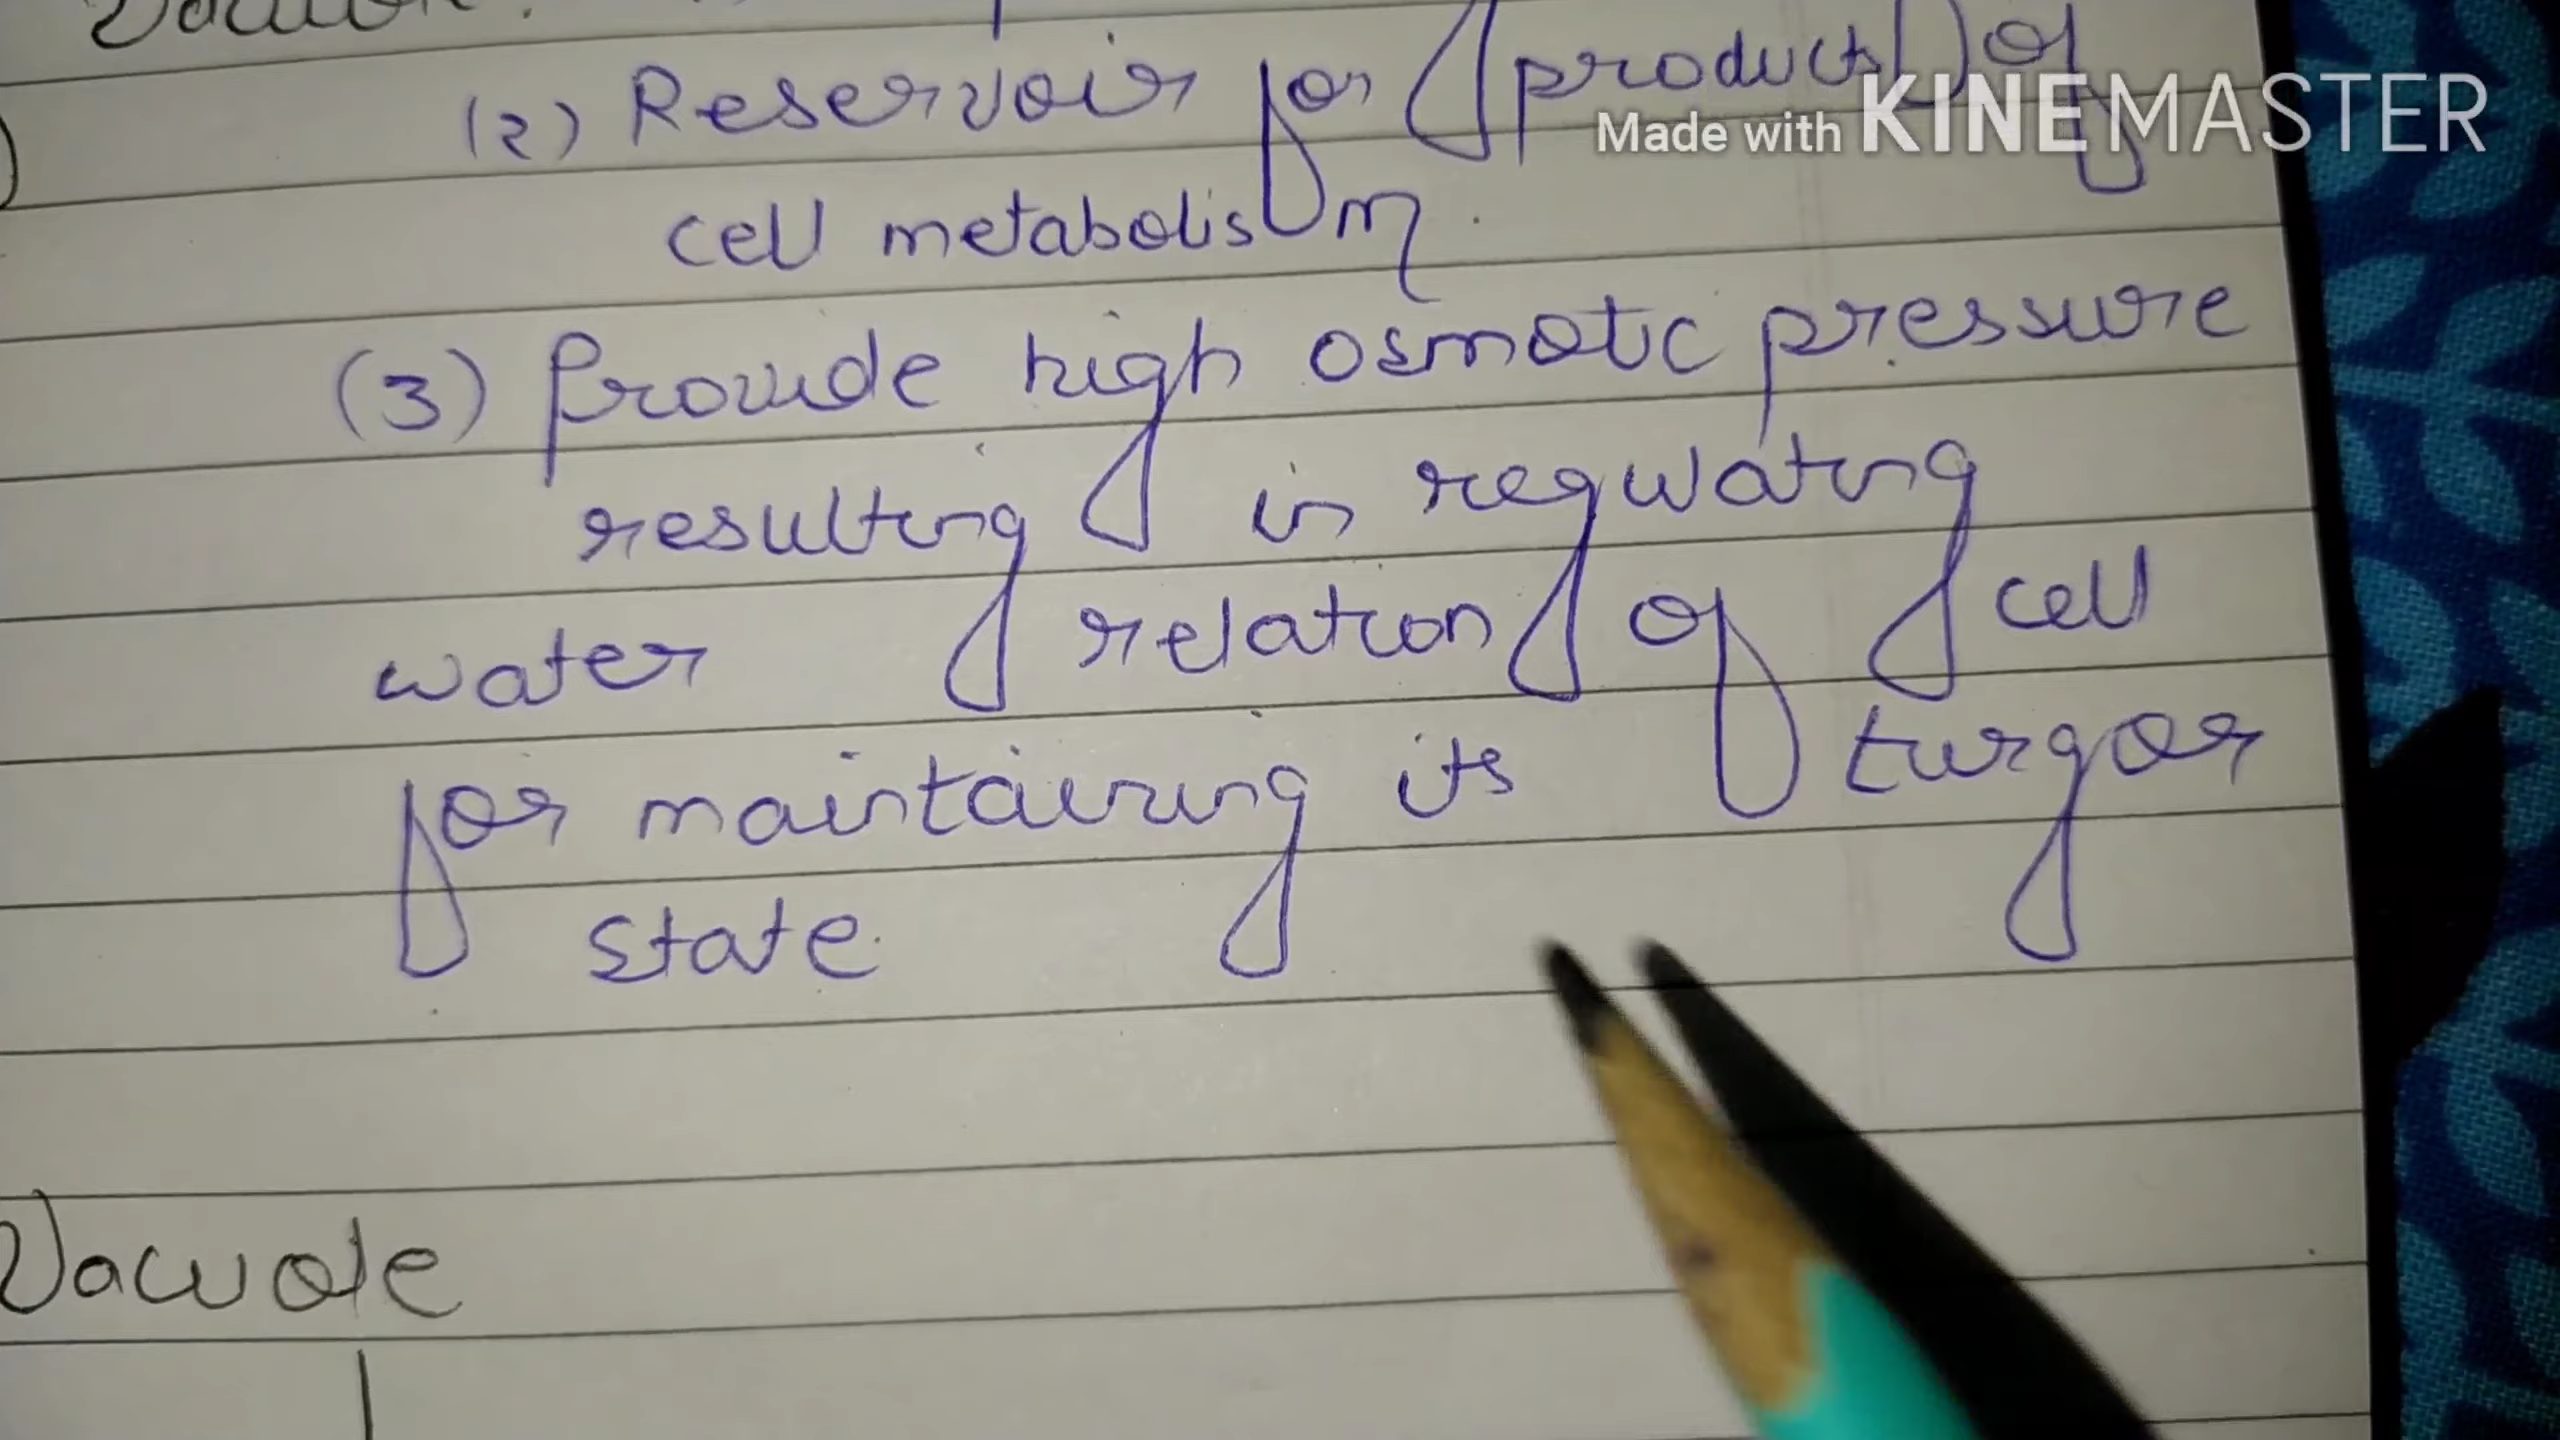 (2) Reservoir for products of
Made with KINEMASTER
cell metabolism.
(3) Provide high osmotic pressure
resulting in regulating
water relation of cell
for maintaining its turgor
state.
Vacuole